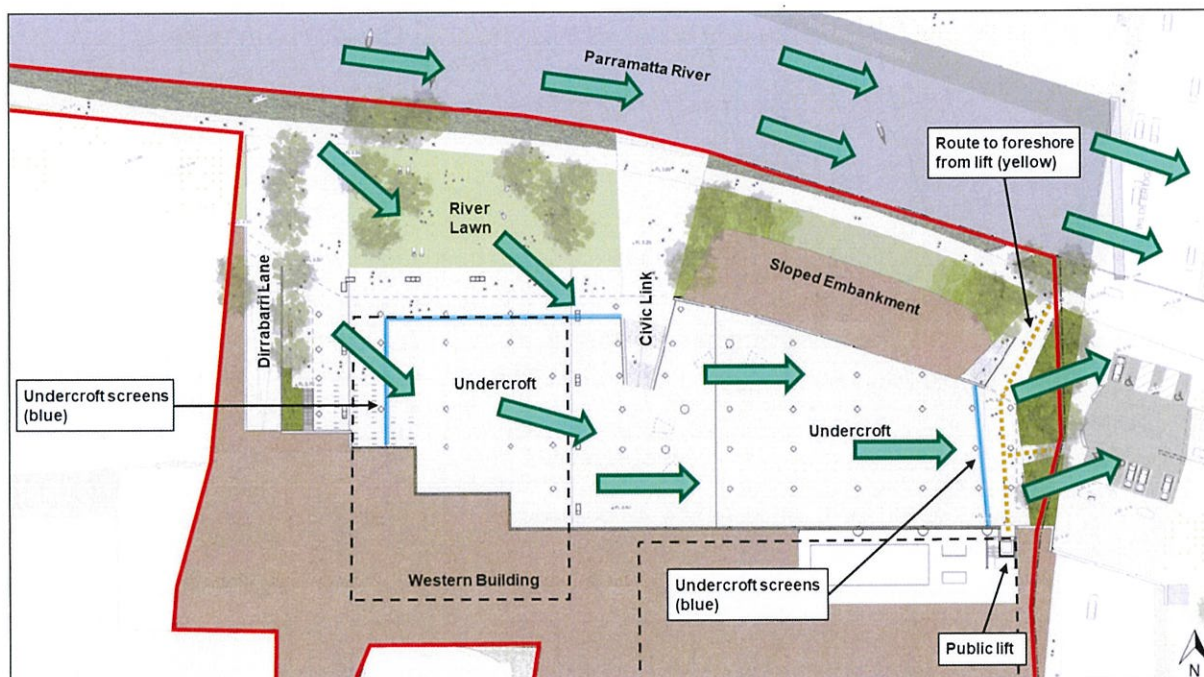 Parramatta River
Route to foreshore
from lift (yellow)
River
Lawn
Dirrabarri Lane
Civic Link
Sloped Embankment
Undercroft screens
(blue)
Undercroft
Undercroft
Western Building
Undercroft screens
(blue)
Public lift
N